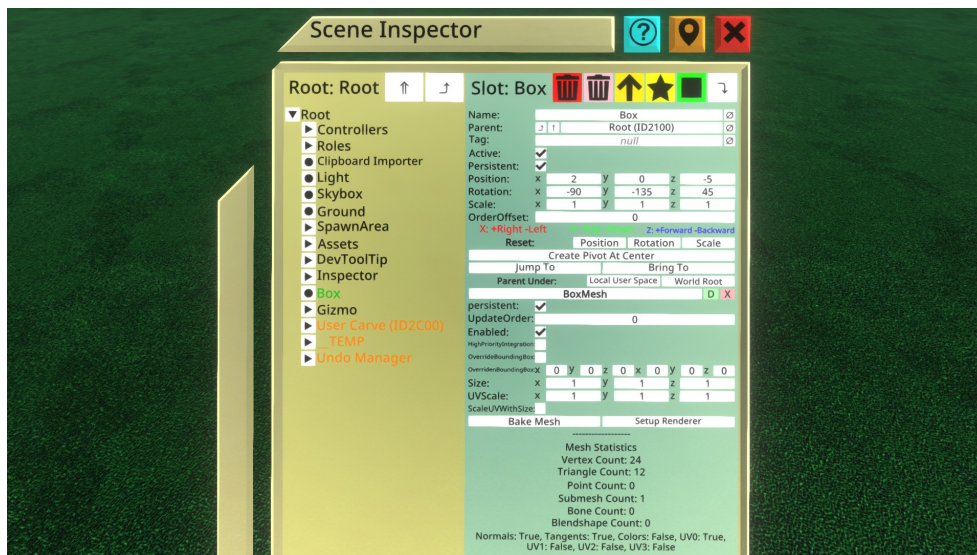 Scene Inspector
?
Root: Root
Root
Controllers
Roles
Clipboard Importer
Light
Skybox
Ground
SpawnArea
Assets
DevToolTip
Inspector
Box
Gizmo
User Carve (ID2C00)
__TEMP
Undo Manager
Slot: Box
Name: Box Ø
Parent: Root (ID2100) Ø
Tag: null Ø
Active:
Persistent:
Position: x 2 y 0 z -5
Rotation: x -90 y -135 z 45
Scale: x 1 y 1 z 1
OrderOffset: 0
X: +Right -Left Z: +Forward -Backward
Reset: Position Rotation Scale
Create Pivot At Center
Jump To Bring To
Parent Under: Local User Space World Root
BoxMesh D X
persistent:
UpdateOrder: 0
Enabled:
HighPriorityIntegration:
OverrideBoundingBox:
OverridenBoundingBox: x 0 y 0 z 0 x 0 y 0 z 0
Size: x 1 y 1 z 1
UVScale: x 1 y 1 z 1
ScaleUVWithSize:
Bake Mesh Setup Renderer
--------------------
Mesh Statistics
Vertex Count: 24
Triangle Count: 12
Point Count: 0
Submesh Count: 1
Bone Count: 0
Blendshape Count: 0
Normals: True, Tangents: True, Colors: False, UV0: True,
UV1: False, UV2: False, UV3: False